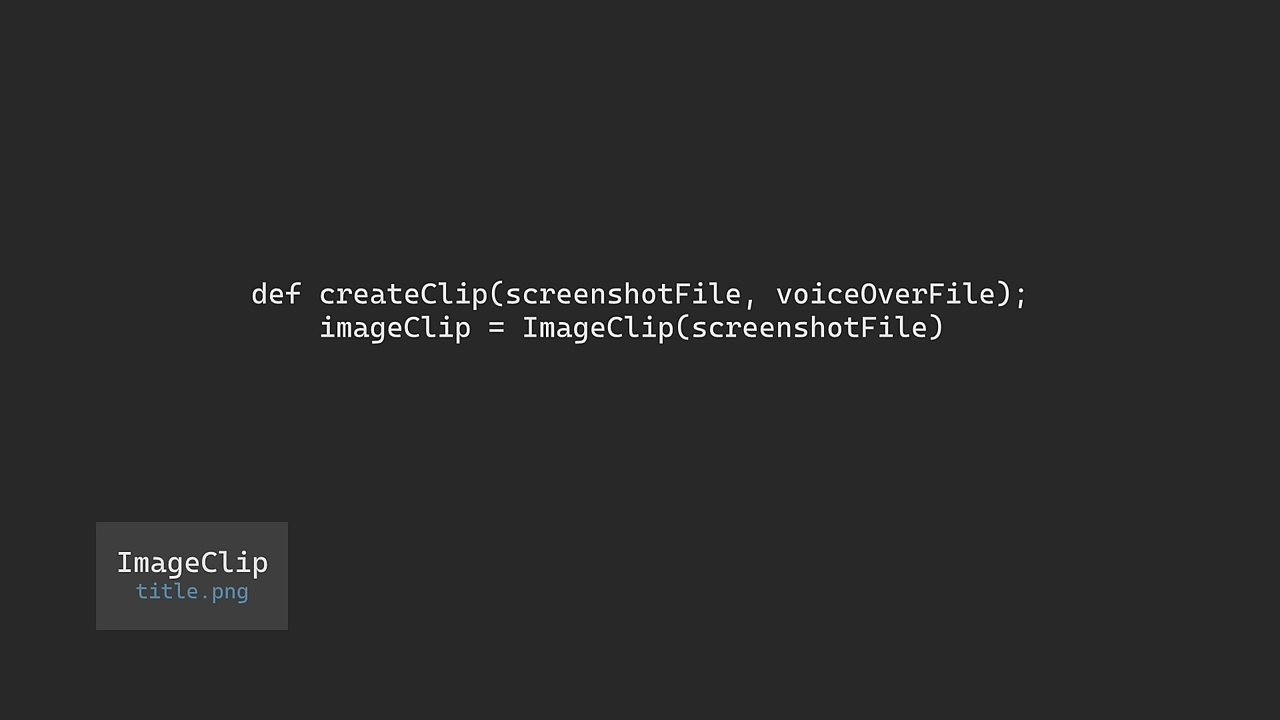 def createClip(screenshotFile, voiceOverFile);
imageClip = ImageClip(screenshotFile)
ImageClip
title.png